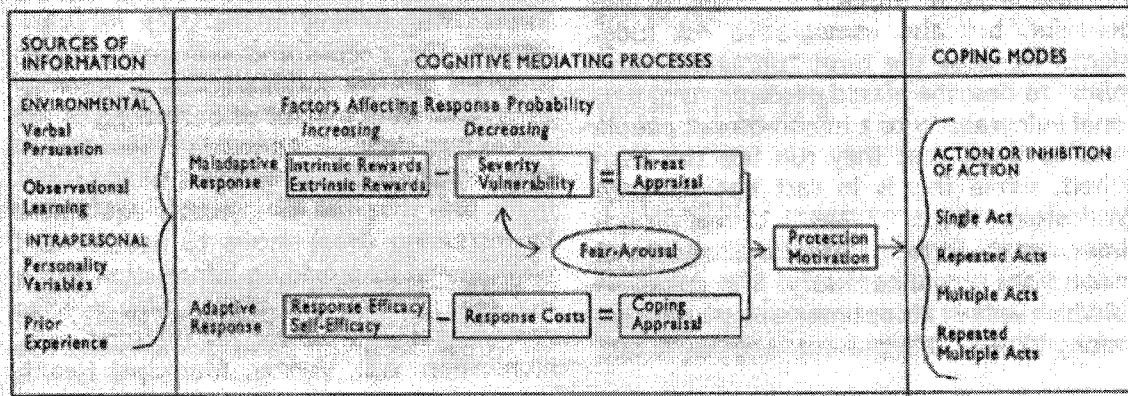 SOURCES OF
INFORMATION
COGNITIVE MEDIATING PROCESSES
COPING MODES
ENVIRONMENTAL
Verbal
Persuasion
Observational
Learning
INTRAPERSONAL
Personality
Variables
Prior
Experience
Factors Affecting Response Probability
Increasing
Decreasing
Maladaptive
Response
Intrinsic Rewards
Extrinsic Rewards
–
Severity
Vulnerability
=
Threat
Appraisal
Fear-Arousal
Adaptive
Response
Response Efficacy
Self-Efficacy
–
Response Costs
=
Coping
Appraisal
Protection
Motivation
ACTION OR INHIBITION
OF ACTION
Single Act
Repeated Acts
Multiple Acts
Repeated
Multiple Acts